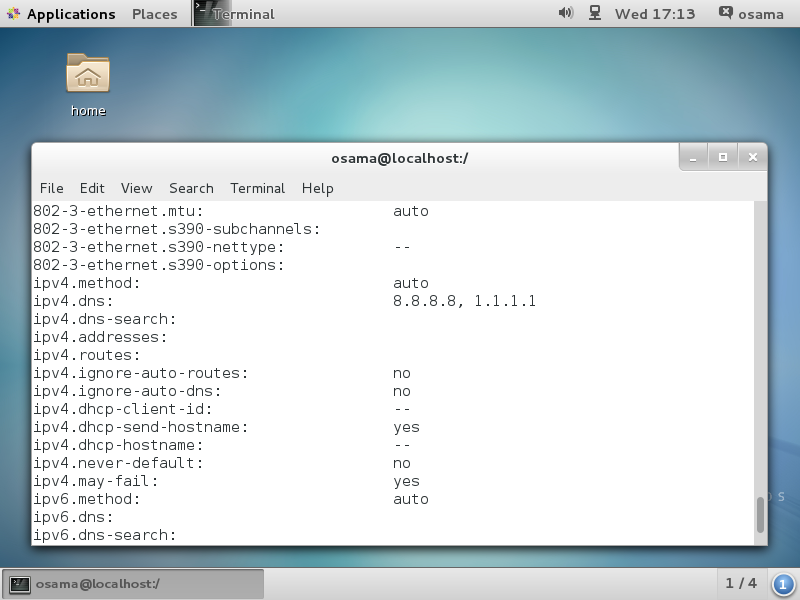 Applications Places Terminal Wed 17:13 osama
home
osama@localhost:/
File Edit View Search Terminal Help
802-3-ethernet.mtu: auto
802-3-ethernet.s390-subchannels:
802-3-ethernet.s390-nettype: --
802-3-ethernet.s390-options:
ipv4.method: auto
ipv4.dns: 8.8.8.8, 1.1.1.1
ipv4.dns-search:
ipv4.addresses:
ipv4.routes:
ipv4.ignore-auto-routes: no
ipv4.ignore-auto-dns: no
ipv4.dhcp-client-id: --
ipv4.dhcp-send-hostname: yes
ipv4.dhcp-hostname: --
ipv4.never-default: no
ipv4.may-fail: yes
ipv6.method: auto
ipv6.dns:
ipv6.dns-search:
osama@localhost:/ 1 / 4 1